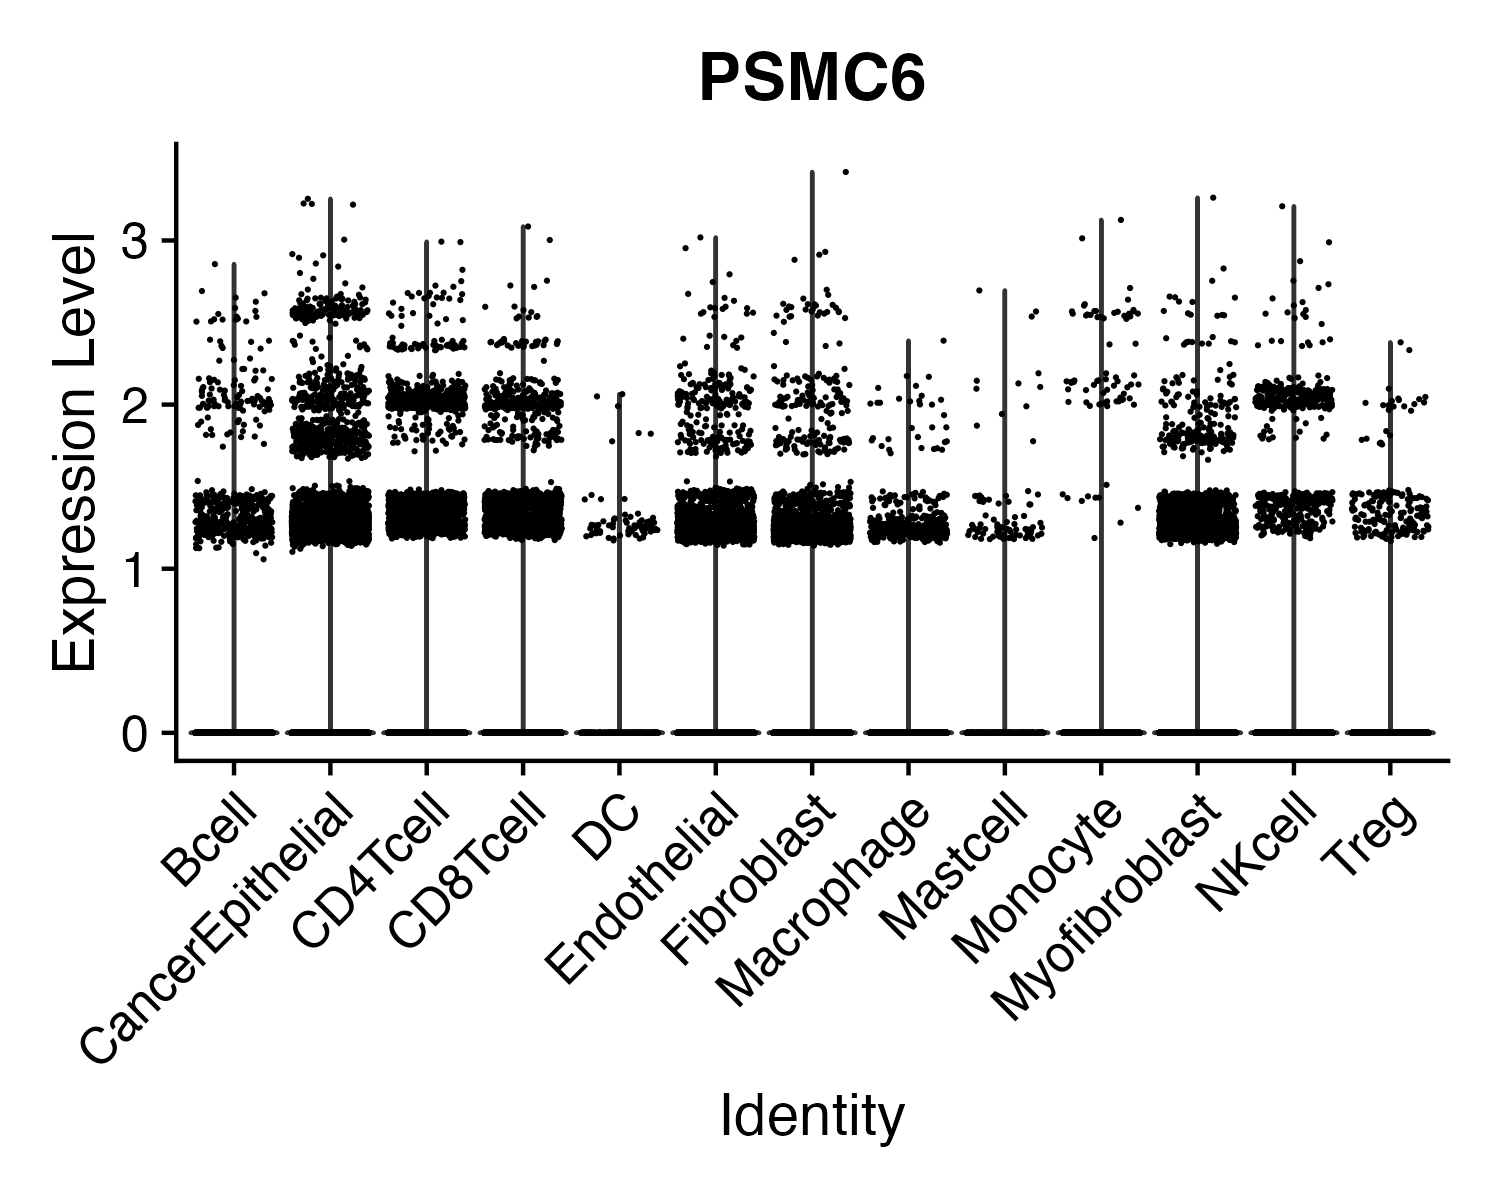 PSMC6
Expression Level
3
2
1
0
Bcell
CancerEpithelial
CD4Tcell
CD8Tcell
DC
Endothelial
Fibroblast
Macrophage
Mastcell
Monocyte
Myofibroblast
NKcell
Treg
Identity